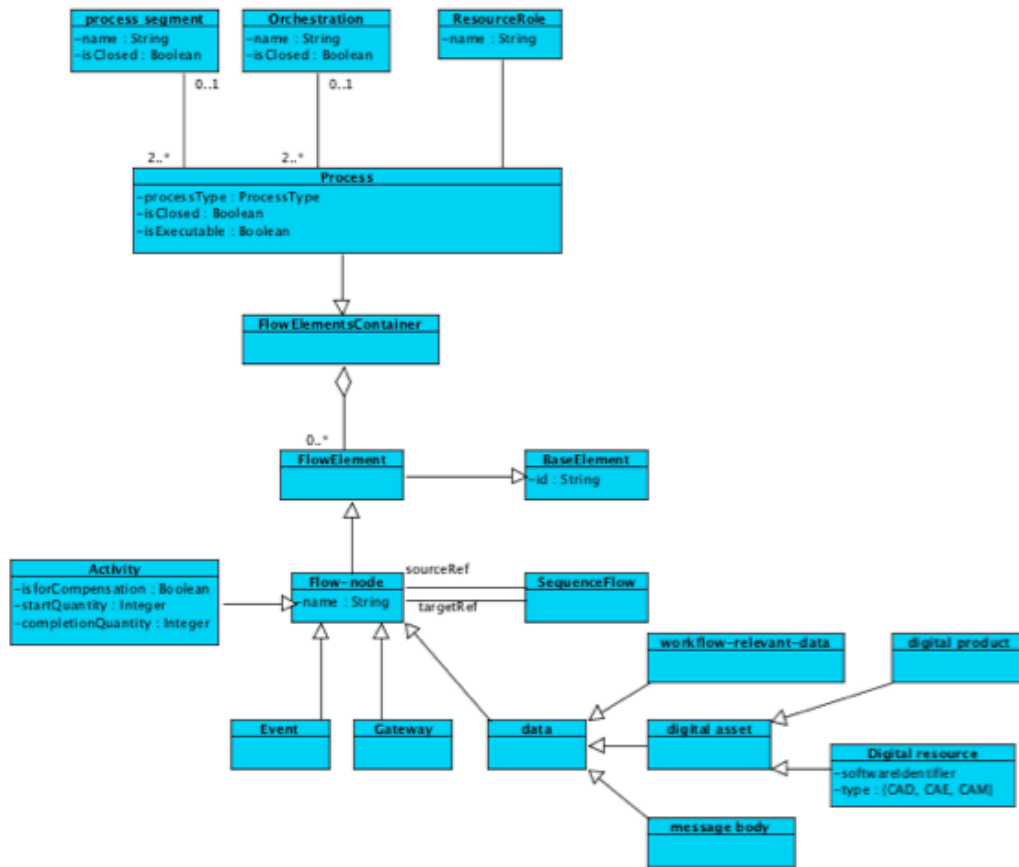 process segment
-name : String
-isClosed : Boolean
Orchestration
-name : String
-isClosed : Boolean
ResourceRole
-name : String
0..1
0..1
2..*
2..*
Process
-processType : ProcessType
-isClosed : Boolean
-isExecutable : Boolean
FlowElementsContainer
0..*
FlowElement
BaseElement
-id : String
Activity
-isforCompensation : Boolean
-startQuantity : Integer
-completionQuantity : Integer
Flow-node
-name : String
sourceRef
targetRef
SequenceFlow
workflow-relevant-data
digital product
Event
Gateway
data
digital asset
Digital resource
-softwareIdentifier
-type : {CAD, CAE, CAM}
message body